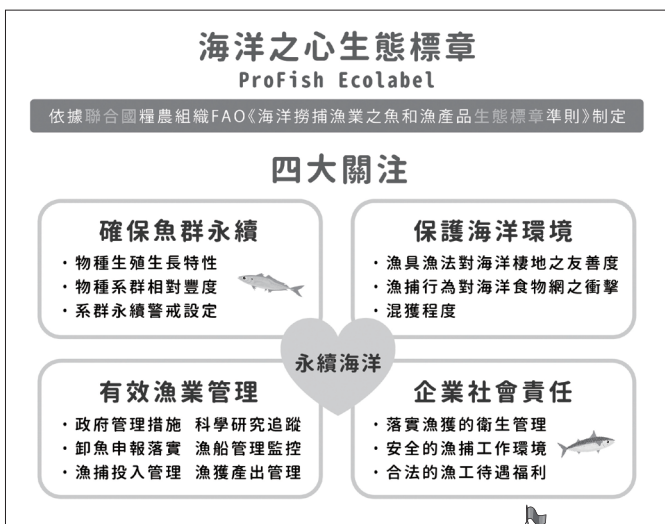 海洋之心生態標章
ProFish Ecolabel
依據聯合國糧農組織FAO《海洋撈捕漁業之魚和漁產品生態標章準則》制定
四大關注
確保魚群永續
・物種生殖生長特性
・物種系群相對豐度
・系群永續警戒設定
保護海洋環境
・漁具漁法對海洋棲地之友善度
・漁捕行為對海洋食物網之衝擊
・混獲程度
永續海洋
有效漁業管理
・政府管理措施 科學研究追蹤
・卸魚申報落實 漁船管理監控
・漁捕投入管理 漁獲產出管理
企業社會責任
・落實漁獲的衛生管理
・安全的漁捕工作環境
・合法的漁工待遇福利